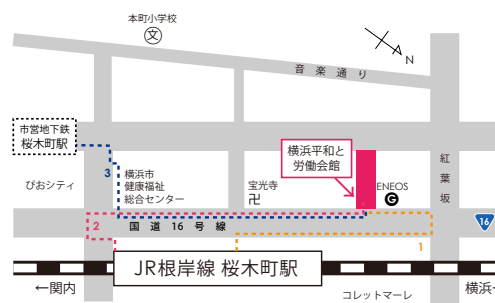 本町小学校
文
N
音楽通り
市営地下鉄
桜木町駅
横浜平和と
労働会館
紅葉坂
3
横浜市
健康福祉
総合センター
ぴおシティ
宝光寺
卍
ENEOS
G
16
2
国道16号線
1
JR根岸線 桜木町駅
←関内
コレットマーレ
横浜